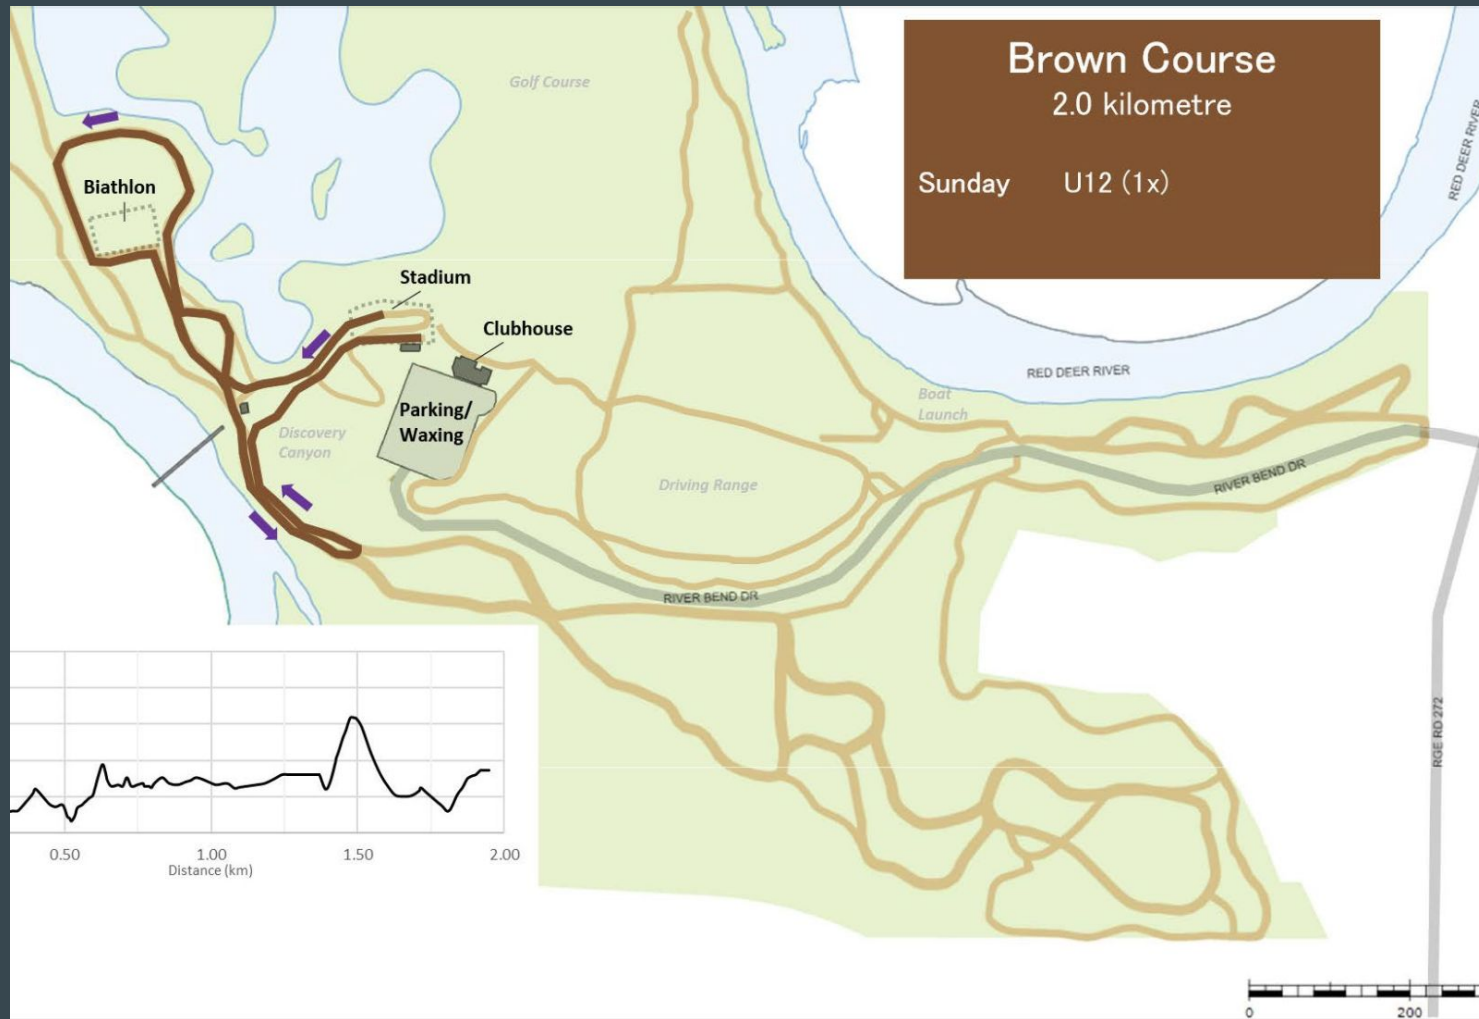 Brown Course
2.0 kilometre
Sunday U12 (1x)
Golf Course
RED DEER RIVER
Biathlon
Stadium
Clubhouse
RED DEER RIVER
Boat
Launch
Parking/
Waxing
Discovery
Canyon
Driving Range
RIVER BEND DR
RIVER BEND DR
RGE RD 272
0.50 1.00 1.50 2.00
Distance (km)
0 200